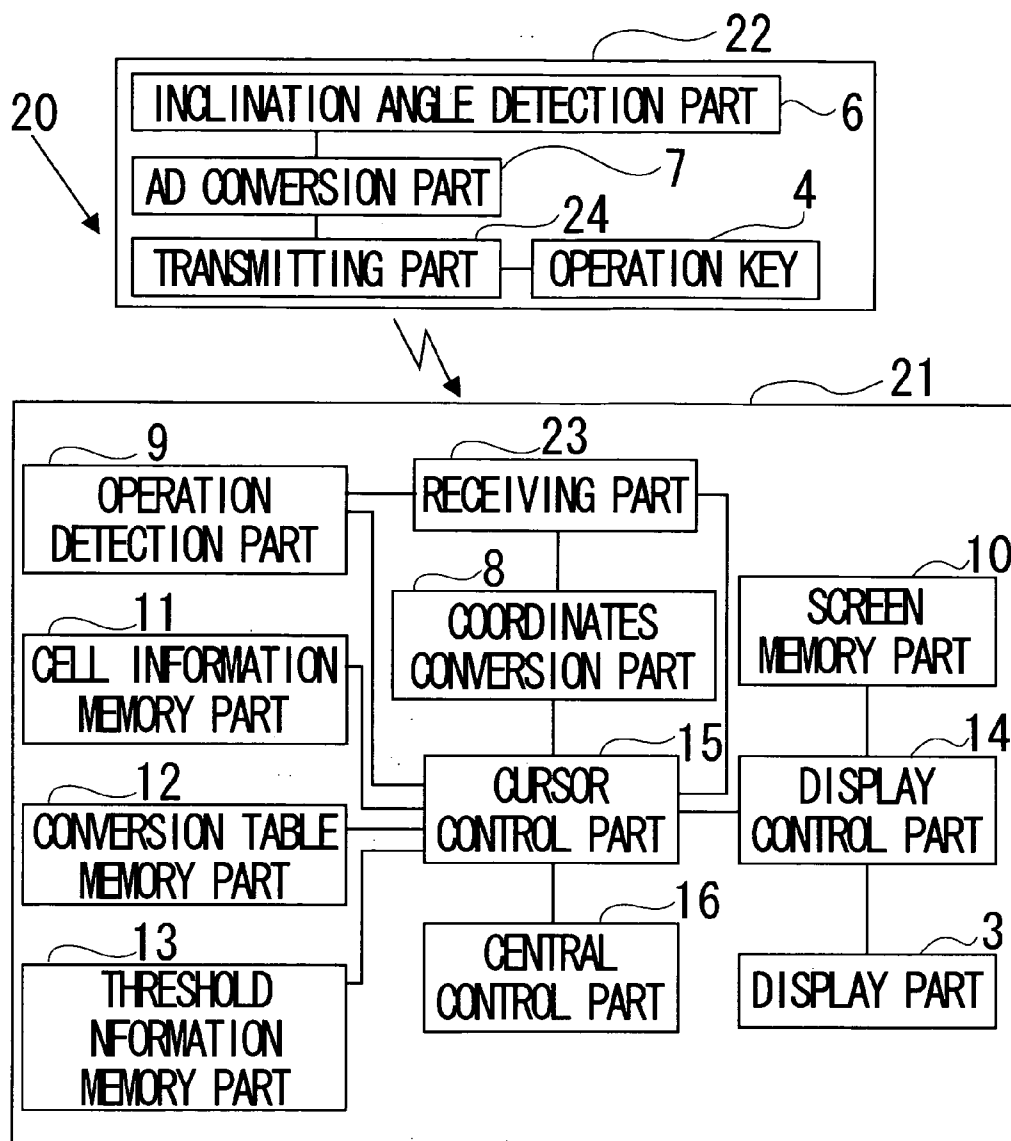 22
20
INCLINATION ANGLE DETECTION PART
6
AD CONVERSION PART
7
24
4
TRANSMITTING PART
OPERATION KEY
21
9
OPERATION
DETECTION PART
23
RECEIVING PART
8
COORDINATES
CONVERSION PART
10
SCREEN
MEMORY PART
11
CELL INFORMATION
MEMORY PART
15
CURSOR
CONTROL PART
14
DISPLAY
CONTROL PART
12
CONVERSION TABLE
MEMORY PART
16
CENTRAL
CONTROL PART
3
DISPLAY PART
13
THRESHOLD
NFORMATION
MEMORY PART